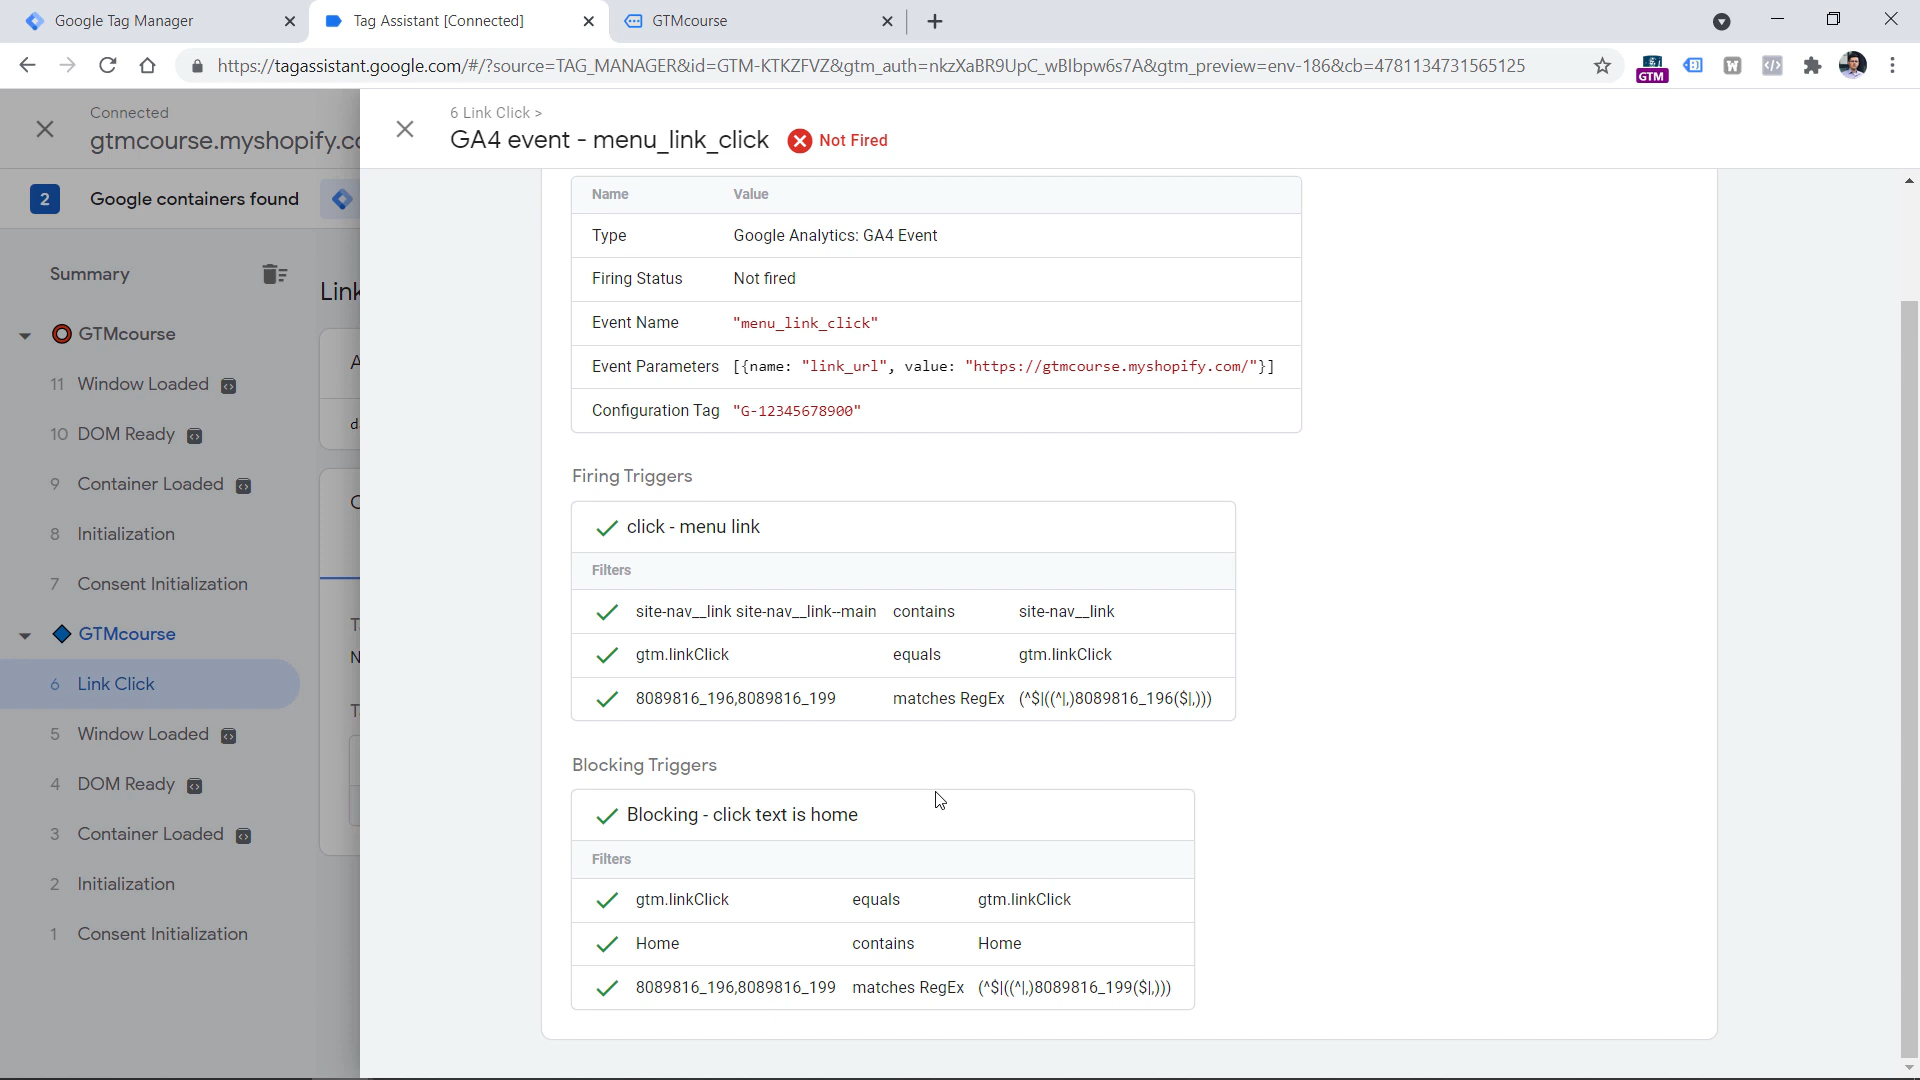 Google Tag Manager
Tag Assistant [Connected]
GTMcourse
https://tagassistant.google.com/#/?source=TAG_MANAGER&id=GTM-KTKZFVZ&gtm_auth=nkzXaBR9UpC_wBIbpw6s7A&gtm_preview=env-186&cb=4781134731565125
GTM
W
Connected
gtmcourse.myshopify.co
6 Link Click >
GA4 event - menu_link_click
Not Fired
2
Google containers found
Summary
Link
GTMcourse
11 Window Loaded
10 DOM Ready
9 Container Loaded
8 Initialization
7 Consent Initialization
GTMcourse
6 Link Click
5 Window Loaded
4 DOM Ready
3 Container Loaded
2 Initialization
1 Consent Initialization
Name Value
Type Google Analytics: GA4 Event
Firing Status Not fired
Event Name "menu_link_click"
Event Parameters [{name: "link_url", value: "https://gtmcourse.myshopify.com/"}]
Configuration Tag "G-12345678900"
Firing Triggers
click - menu link
Filters
site-nav__link site-nav__link--main contains site-nav__link
gtm.linkClick equals gtm.linkClick
8089816_196,8089816_199 matches RegEx (^$|((^|,)8089816_196($|,)))
Blocking Triggers
Blocking - click text is home
Filters
gtm.linkClick equals gtm.linkClick
Home contains Home
8089816_196,8089816_199 matches RegEx (^$|((^|,)8089816_199($|,)))